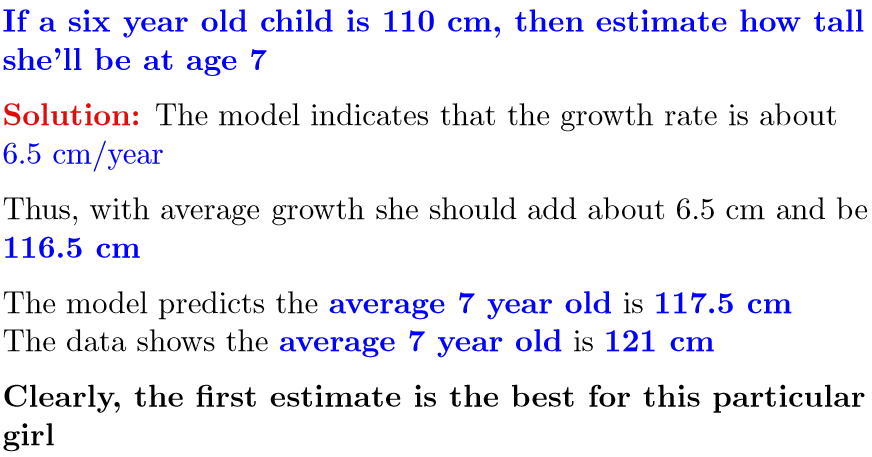 If a six year old child is 110 cm, then estimate how tall
she'll be at age 7
Solution: The model indicates that the growth rate is about
6.5 cm/year
Thus, with average growth she should add about 6.5 cm and be
116.5 cm
The model predicts the average 7 year old is 117.5 cm
The data shows the average 7 year old is 121 cm
Clearly, the first estimate is the best for this particular
girl